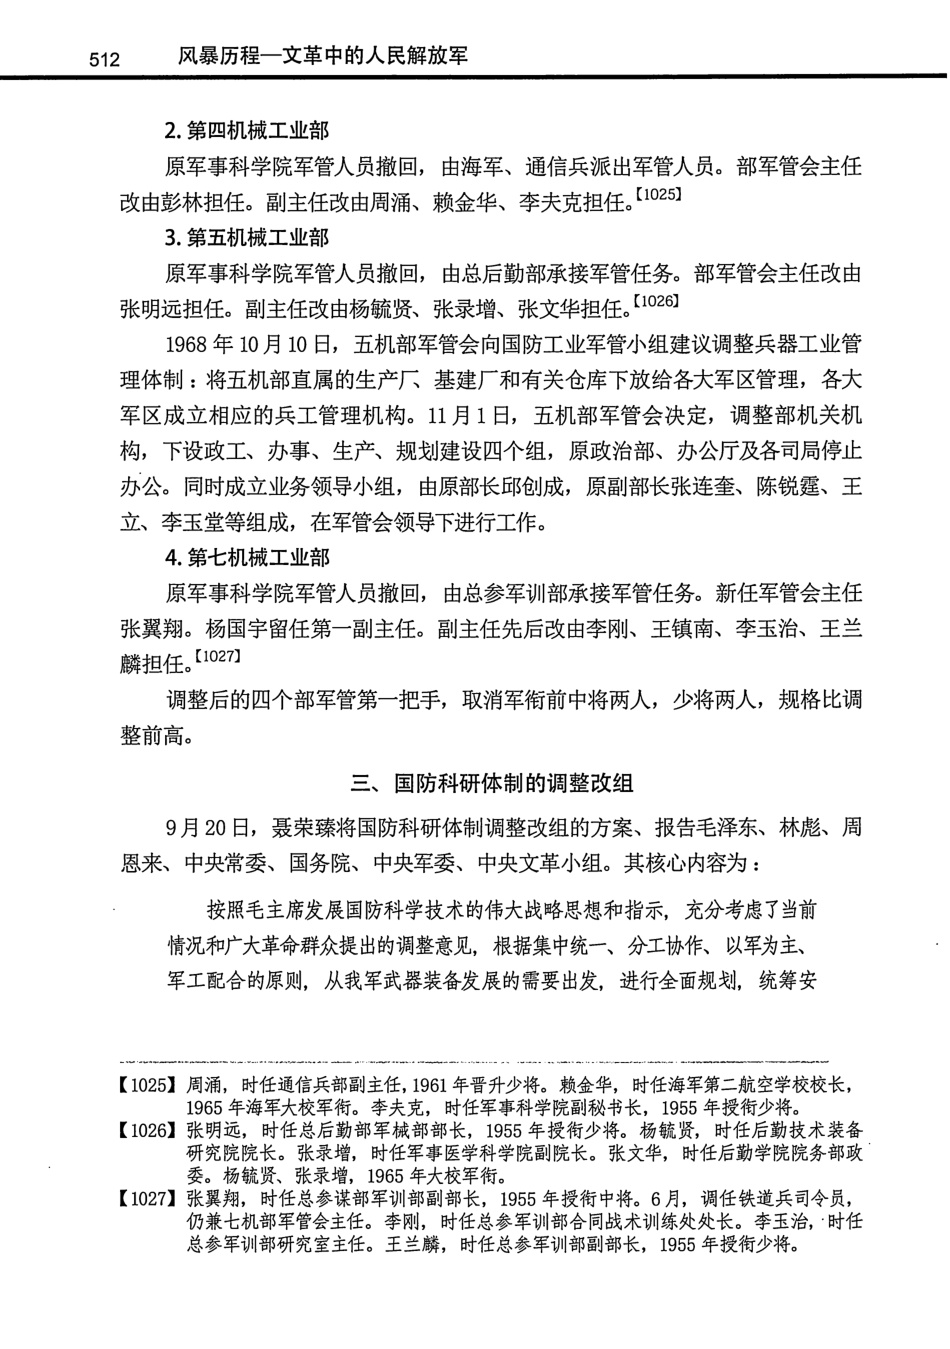 512 风暴历程—文革中的人民解放军
2. 第四机械工业部
原军事科学院军管人员撤回，由海军、通信兵派出军管人员。部军管会主任
改由彭林担任。副主任改由周涌、赖金华、李夫克担任。【1025】
3. 第五机械工业部
原军事科学院军管人员撤回，由总后勤部承接军管任务。部军管会主任改由
张明远担任。副主任改由杨毓贤、张录增、张文华担任。【1026】
1968 年 10 月 10 日，五机部军管会向国防工业军管小组建议调整兵器工业管
理体制：将五机部直属的生产厂、基建厂和有关仓库下放给各大军区管理，各大
军区成立相应的兵工管理机构。11 月 1 日，五机部军管会决定，调整部机关机
构，下设政工、办事、生产、规划建设四个组，原政治部、办公厅及各司局停止
办公。同时成立业务领导小组，由原部长邱创成，原副部长张连奎、陈锐霆、王
立、李玉堂等组成，在军管会领导下进行工作。
4. 第七机械工业部
原军事科学院军管人员撤回，由总参军训部承接军管任务。新任军管会主任
张翼翔。杨国宇留任第一副主任。副主任先后改由李刚、王镇南、李玉治、王兰
麟担任。【1027】
调整后的四个部军管第一把手，取消军衔前中将两人，少将两人，规格比调
整前高。
三、国防科研体制的调整改组
9 月 20 日，聂荣臻将国防科研体制调整改组的方案、报告毛泽东、林彪、周
恩来、中央常委、国务院、中央军委、中央文革小组。其核心内容为：
按照毛主席发展国防科学技术的伟大战略思想和指示，充分考虑了当前
情况和广大革命群众提出的调整意见，根据集中统一、分工协作、以军为主、
军工配合的原则，从我军武器装备发展的需要出发，进行全面规划，统筹安
【1025】周涌，时任通信兵部副主任，1961 年晋升少将。赖金华，时任海军第二航空学校校长，
1965 年海军大校军衔。李夫克，时任军事科学院副秘书长，1955 年授衔少将。
【1026】张明远，时任总后勤部军械部部长，1955 年授衔少将。杨毓贤，时任后勤技术装备
研究院院长。张录增，时任军事医学科学院副院长。张文华，时任后勤学院院务部政
委。杨毓贤、张录增，1965 年大校军衔。
【1027】张翼翔，时任总参谋部军训部副部长，1955 年授衔中将。6 月，调任铁道兵司令员，
仍兼七机部军管会主任。李刚，时任总参军训部合同战术训练处处长。李玉治，时任
总参军训部研究室主任。王兰麟，时任总参军训部副部长，1955 年授衔少将。